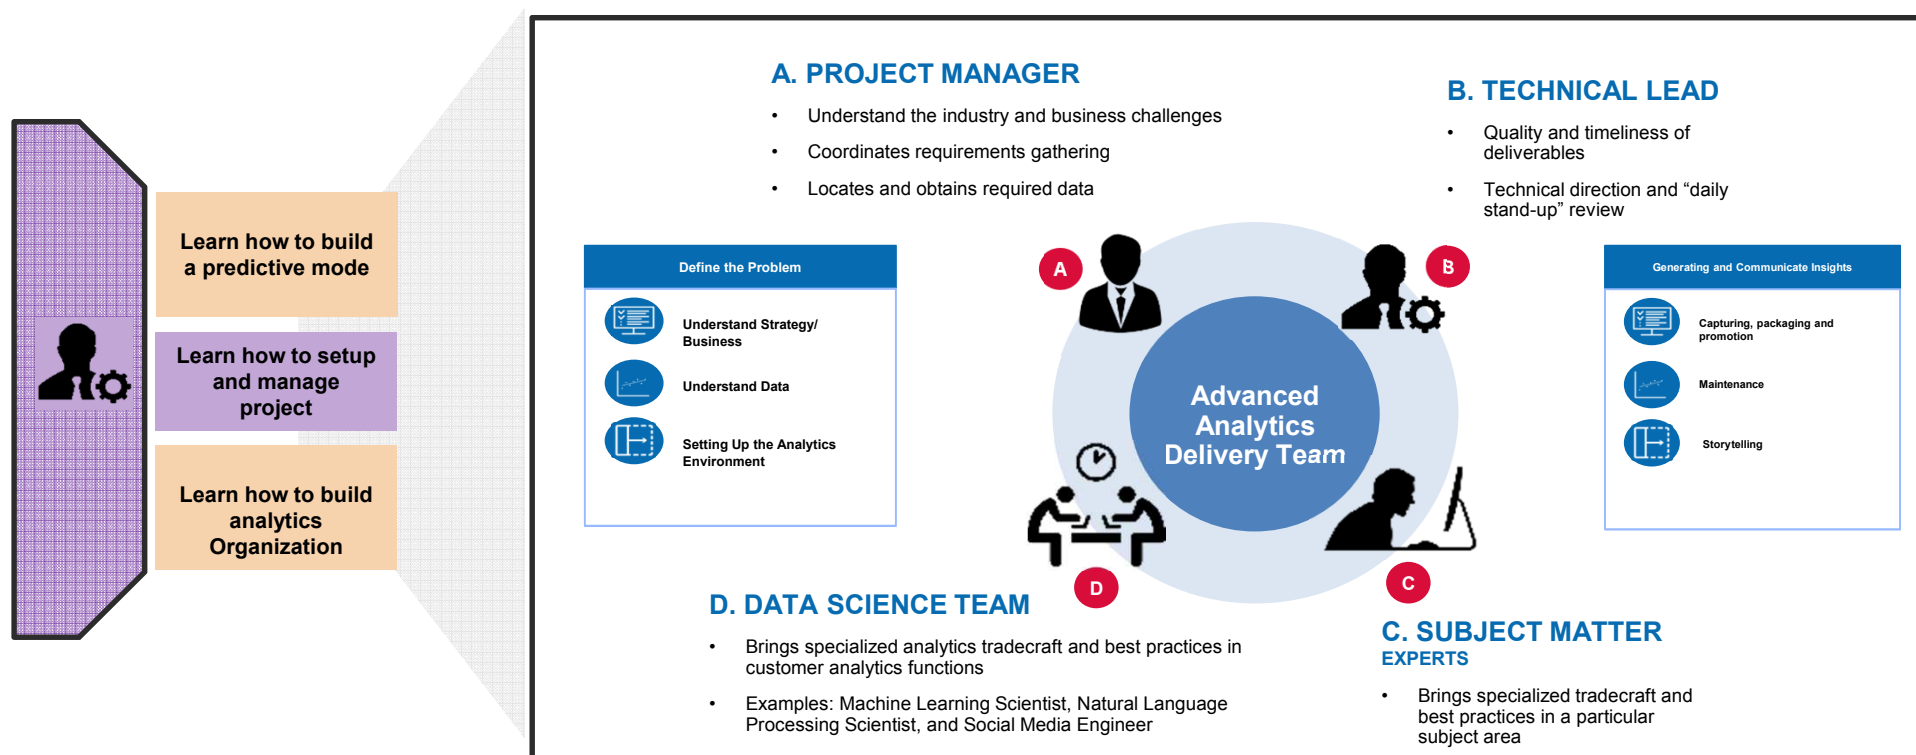 Learn how to build
a predictive mode
Learn how to setup
and manage
project
Learn how to build
analytics
Organization
A. PROJECT MANAGER
• Understand the industry and business challenges
• Coordinates requirements gathering
• Locates and obtains required data
B. TECHNICAL LEAD
• Quality and timeliness of
deliverables
• Technical direction and “daily
stand-up” review
Define the Problem
Understand Strategy/
Business
Understand Data
Setting Up the Analytics
Environment
A
B
Advanced
Analytics
Delivery Team
D
C
Generating and Communicate Insights
Capturing, packaging and
promotion
Maintenance
Storytelling
D. DATA SCIENCE TEAM
• Brings specialized analytics tradecraft and best practices in
customer analytics functions
• Examples: Machine Learning Scientist, Natural Language
Processing Scientist, and Social Media Engineer
C. SUBJECT MATTER
EXPERTS
• Brings specialized tradecraft and
best practices in a particular
subject area